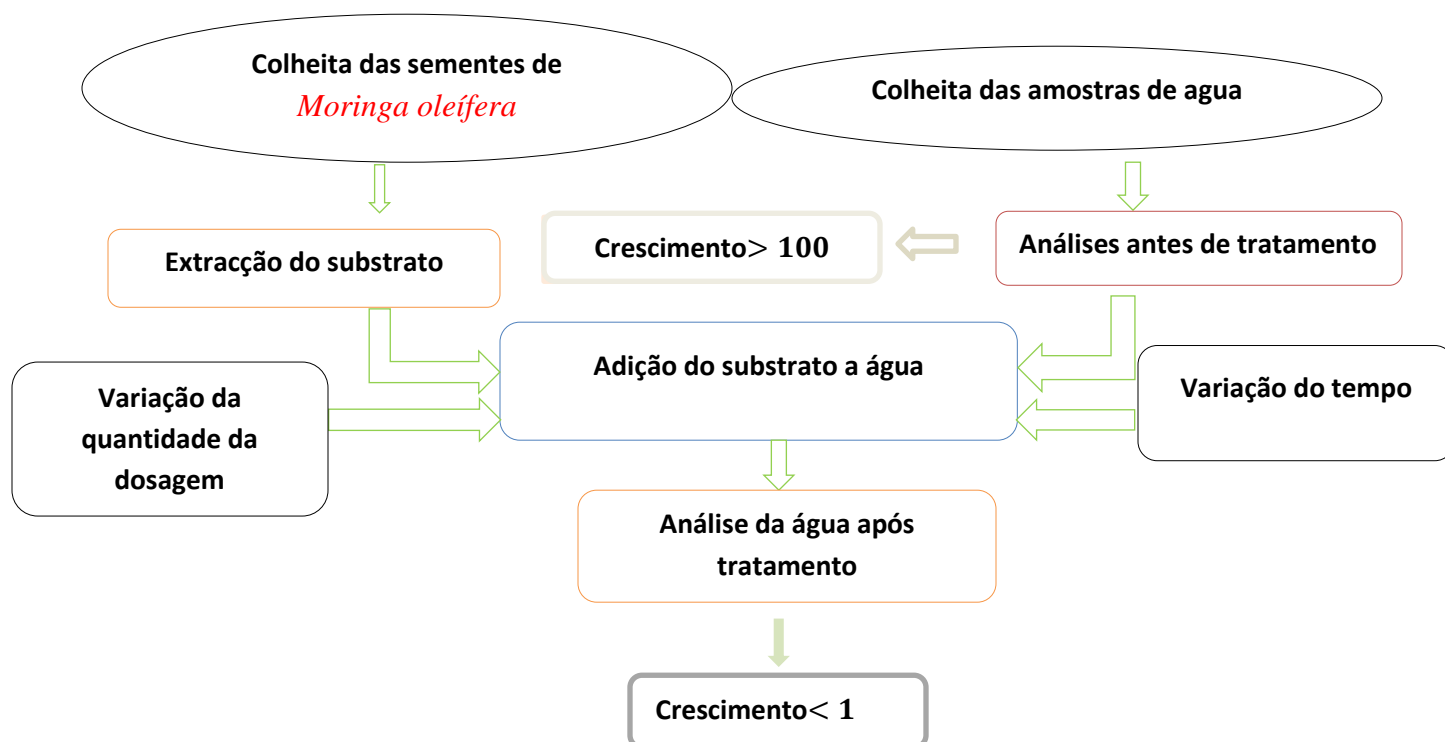 Colheita das sementes de
Moringa oleífera
Colheita das amostras de agua
Extracção do substrato
Crescimento> 100
Análises antes de tratamento
Adição do substrato a água
Variação da
quantidade da
dosagem
Variação do tempo
Análise da água após
tratamento
Crescimento< 1